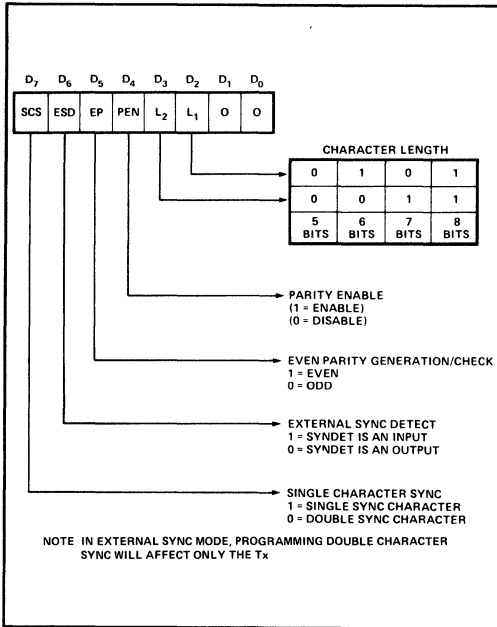 D7 D6 D5 D4 D3 D2 D1 D0
SCS ESD EP PEN L2 L1 0 0
CHARACTER LENGTH
0 1 0 1
0 0 1 1
5 BITS 6 BITS 7 BITS 8 BITS
PARITY ENABLE
(1 = ENABLE)
(0 = DISABLE)
EVEN PARITY GENERATION/CHECK
1 = EVEN
0 = ODD
EXTERNAL SYNC DETECT
1 = SYNDET IS AN INPUT
0 = SYNDET IS AN OUTPUT
SINGLE CHARACTER SYNC
1 = SINGLE SYNC CHARACTER
0 = DOUBLE SYNC CHARACTER
NOTE IN EXTERNAL SYNC MODE, PROGRAMMING DOUBLE CHARACTER
SYNC WILL AFFECT ONLY THE Tx